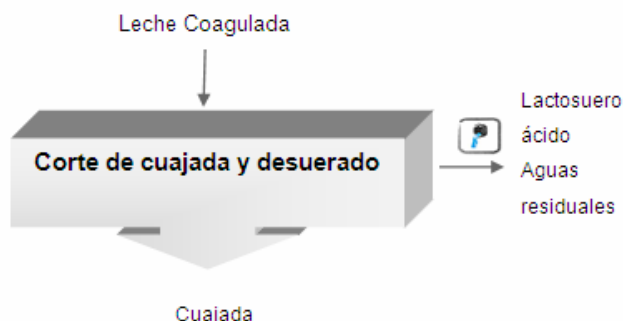 Leche Coagulada
Corte de cuajada y desuerado
Lactosuero
ácido
Aguas
residuales
Cuajada